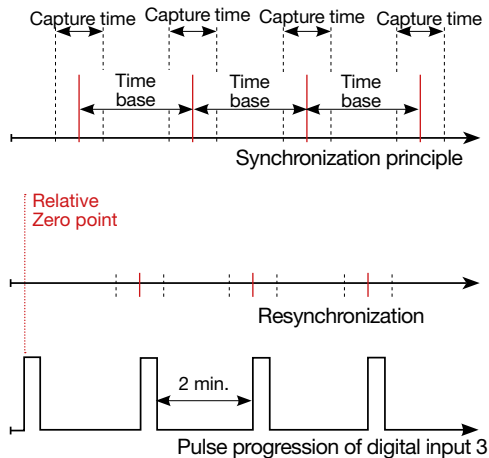 Capture time
Capture time
Capture time
Capture time
Time
base
Time
base
Time
base
Synchronization principle
Relative
Zero point
Resynchronization
2 min.
Pulse progression of digital input 3